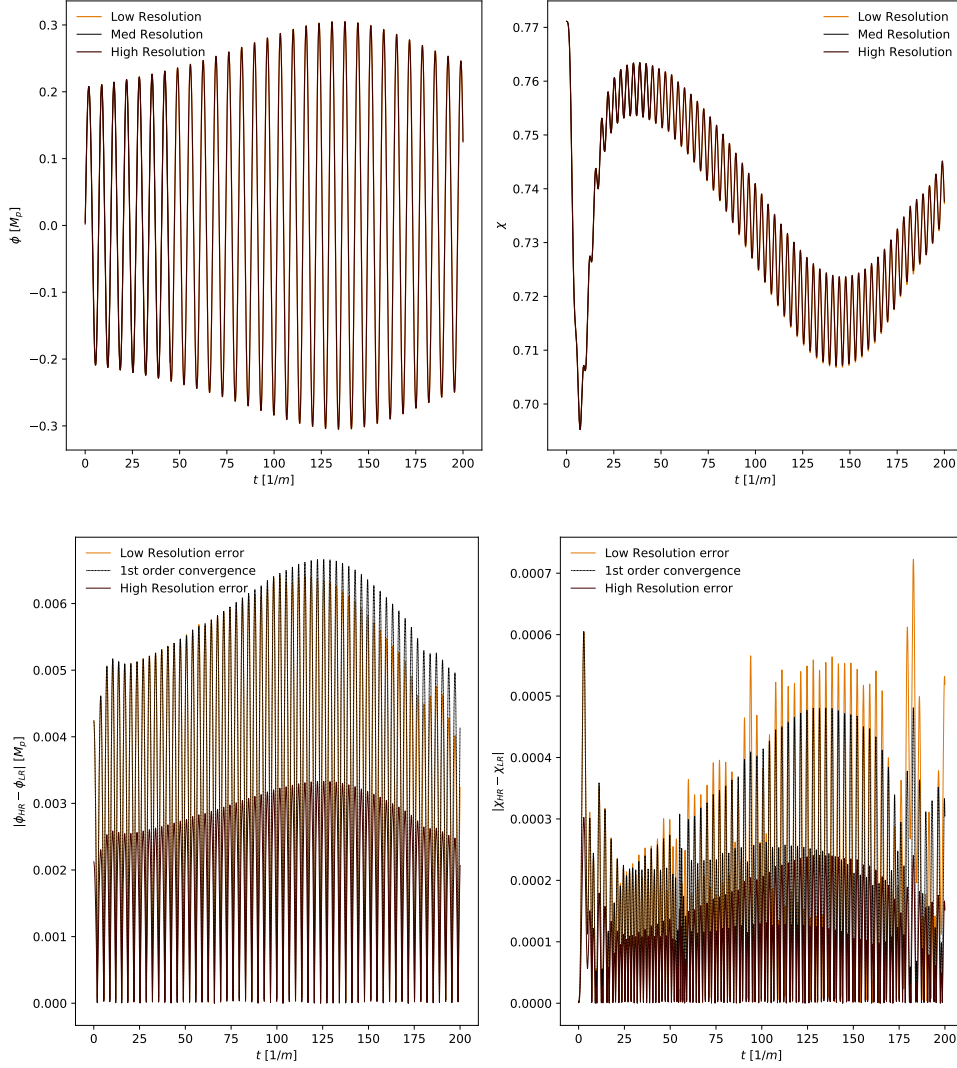 Low Resolution
Med Resolution
High Resolution
0.3
0.2
0.1
0.0
−0.1
−0.2
−0.3
ϕ [Mₚ]
0 25 50 75 100 125 150 175 200
t [1/m]
Low Resolution
Med Resolution
High Resolution
0.77
0.76
0.75
0.74
0.73
0.72
0.71
0.70
χ
0 25 50 75 100 125 150 175 200
t [1/m]
Low Resolution error
1st order convergence
High Resolution error
0.006
0.005
0.004
0.003
0.002
0.001
0.000
|ϕ_HR − ϕ_LR| [Mₚ]
0 25 50 75 100 125 150 175 200
t [1/m]
Low Resolution error
1st order convergence
High Resolution error
0.0007
0.0006
0.0005
0.0004
0.0003
0.0002
0.0001
0.0000
|χ_HR − χ_LR|
0 25 50 75 100 125 150 175 200
t [1/m]